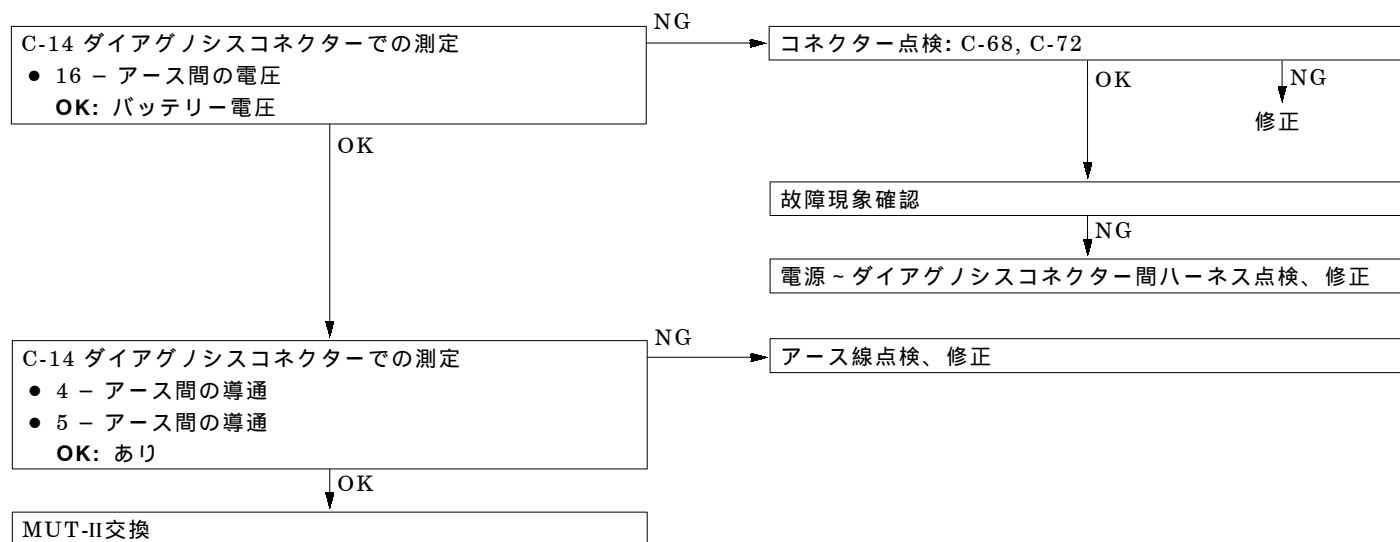 C-14 ダイアグノシスコネクターでの測定
● 16 – アース間の電圧
OK: バッテリー電圧
NG
コネクター点検: C-68, C-72
OK
NG
修正
OK
故障現象確認
NG
電源~ダイアグノシスコネクター間ハーネス点検、修正
C-14 ダイアグノシスコネクターでの測定
● 4 – アース間の導通
● 5 – アース間の導通
OK: あり
NG
アース線点検、修正
OK
MUT-II交換